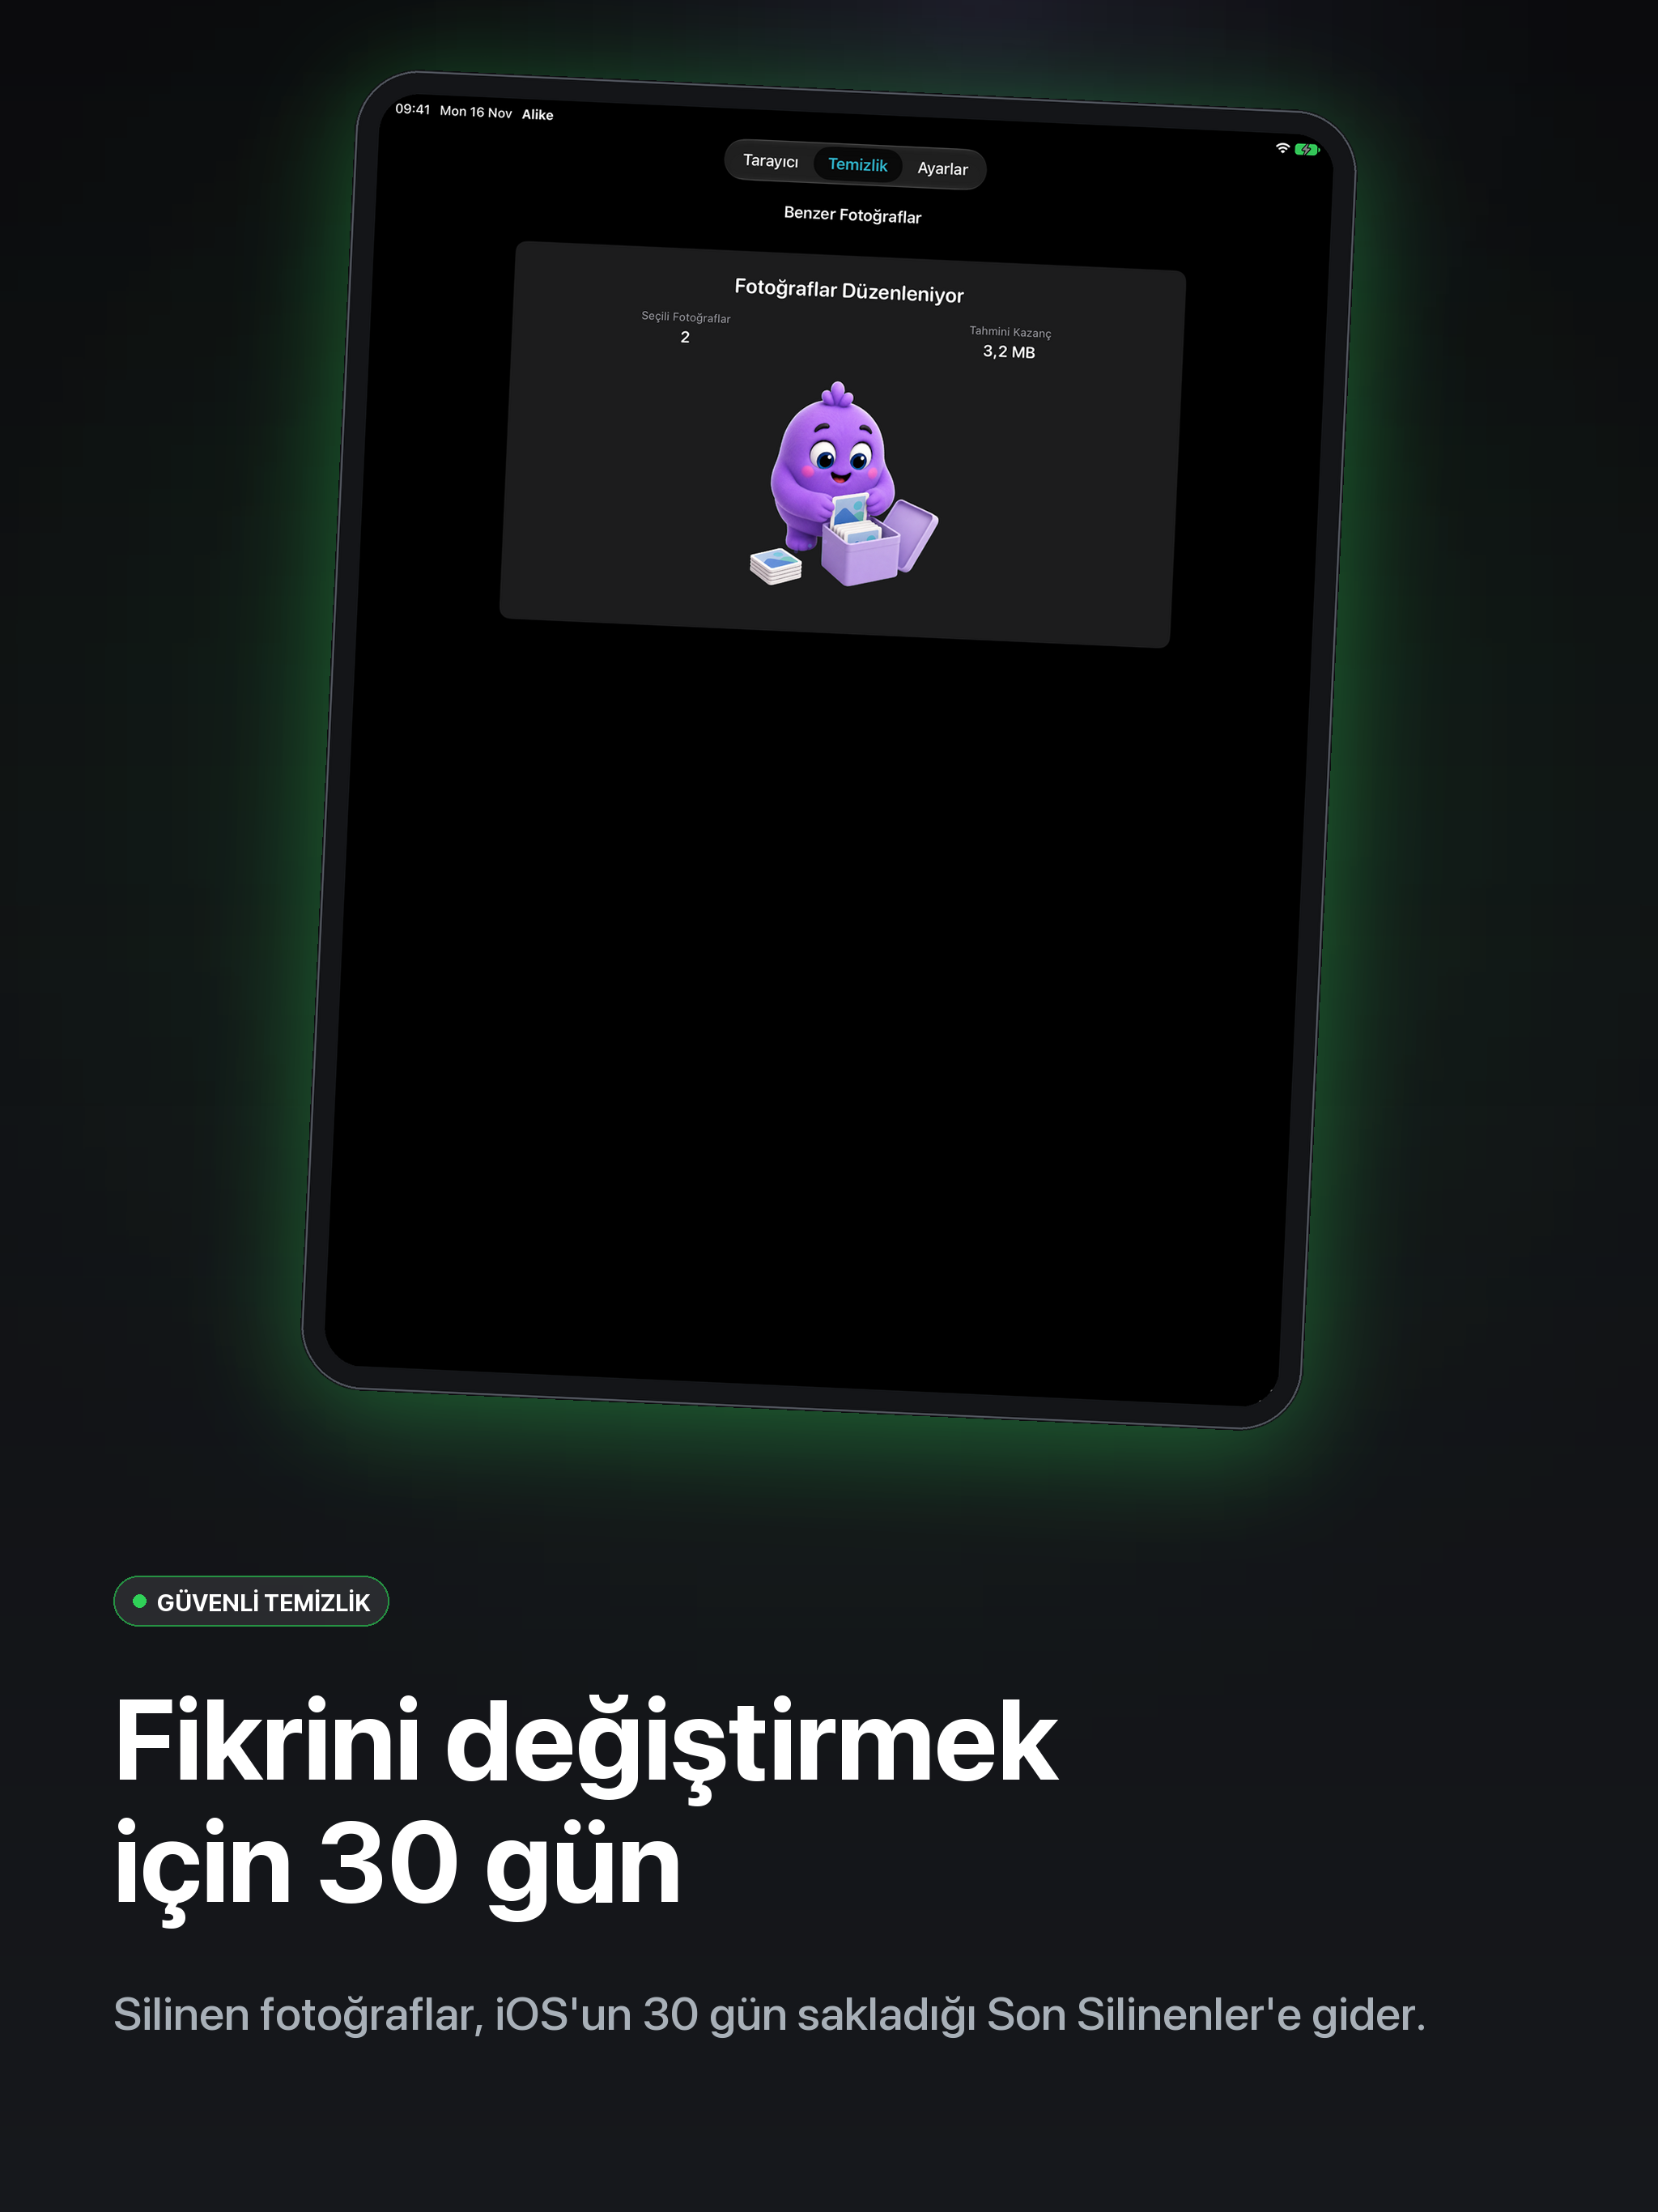 09:41 Mon 16 Nov Alike
Tarayıcı Temizlik Ayarlar
Benzer Fotoğraflar
Fotoğraflar Düzenleniyor
Seçili Fotoğraflar
2
Tahmini Kazanç
3,2 MB
GÜVENLİ TEMİZLİK
Fikrini değiştirmek
için 30 gün
Silinen fotoğraflar, iOS'un 30 gün sakladığı Son Silinenler'e gider.